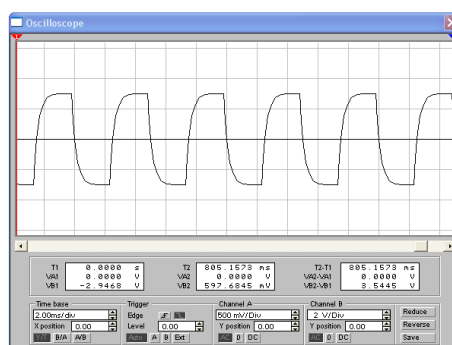 Oscilloscope
T1 0.0000 s T2 805.1573 ms T2-T1 805.1573 ms
VA1 0.0000 V VA2 0.0000 V VA2-VA1 0.0000 V
VB1 -2.9468 V VB2 597.6845 mV VB2-VB1 3.5445 V
Time base Trigger Channel A Channel B Reduce
2.00ms/div Edge 500 mV/Div 2 V/Div Reverse
X position 0.00 Level 0.00 Y position 0.00 Y position 0.00 Save
Y/T B/A A/B Auto A B Ext AC 0 DC AC 0 DC